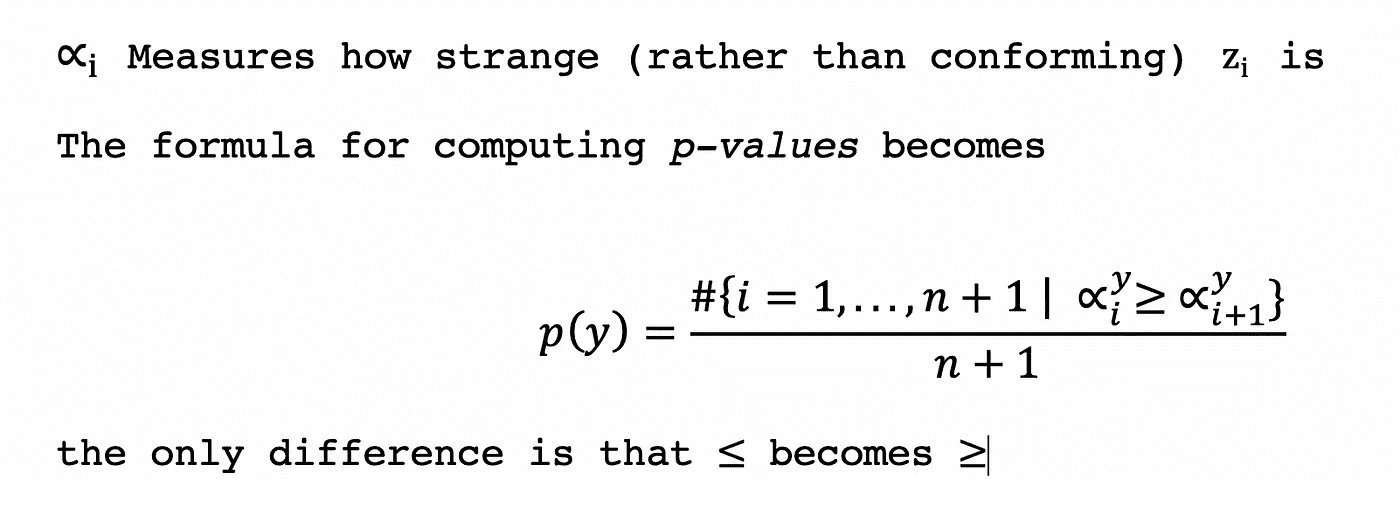 ∝ᵢ Measures how strange (rather than conforming) zᵢ is
The formula for computing p-values becomes
p(y) = #{i = 1,...,n + 1 | ∝ᵢʸ ≥ ∝ᵢ₊₁ʸ} / n + 1
the only difference is that ≤ becomes ≥